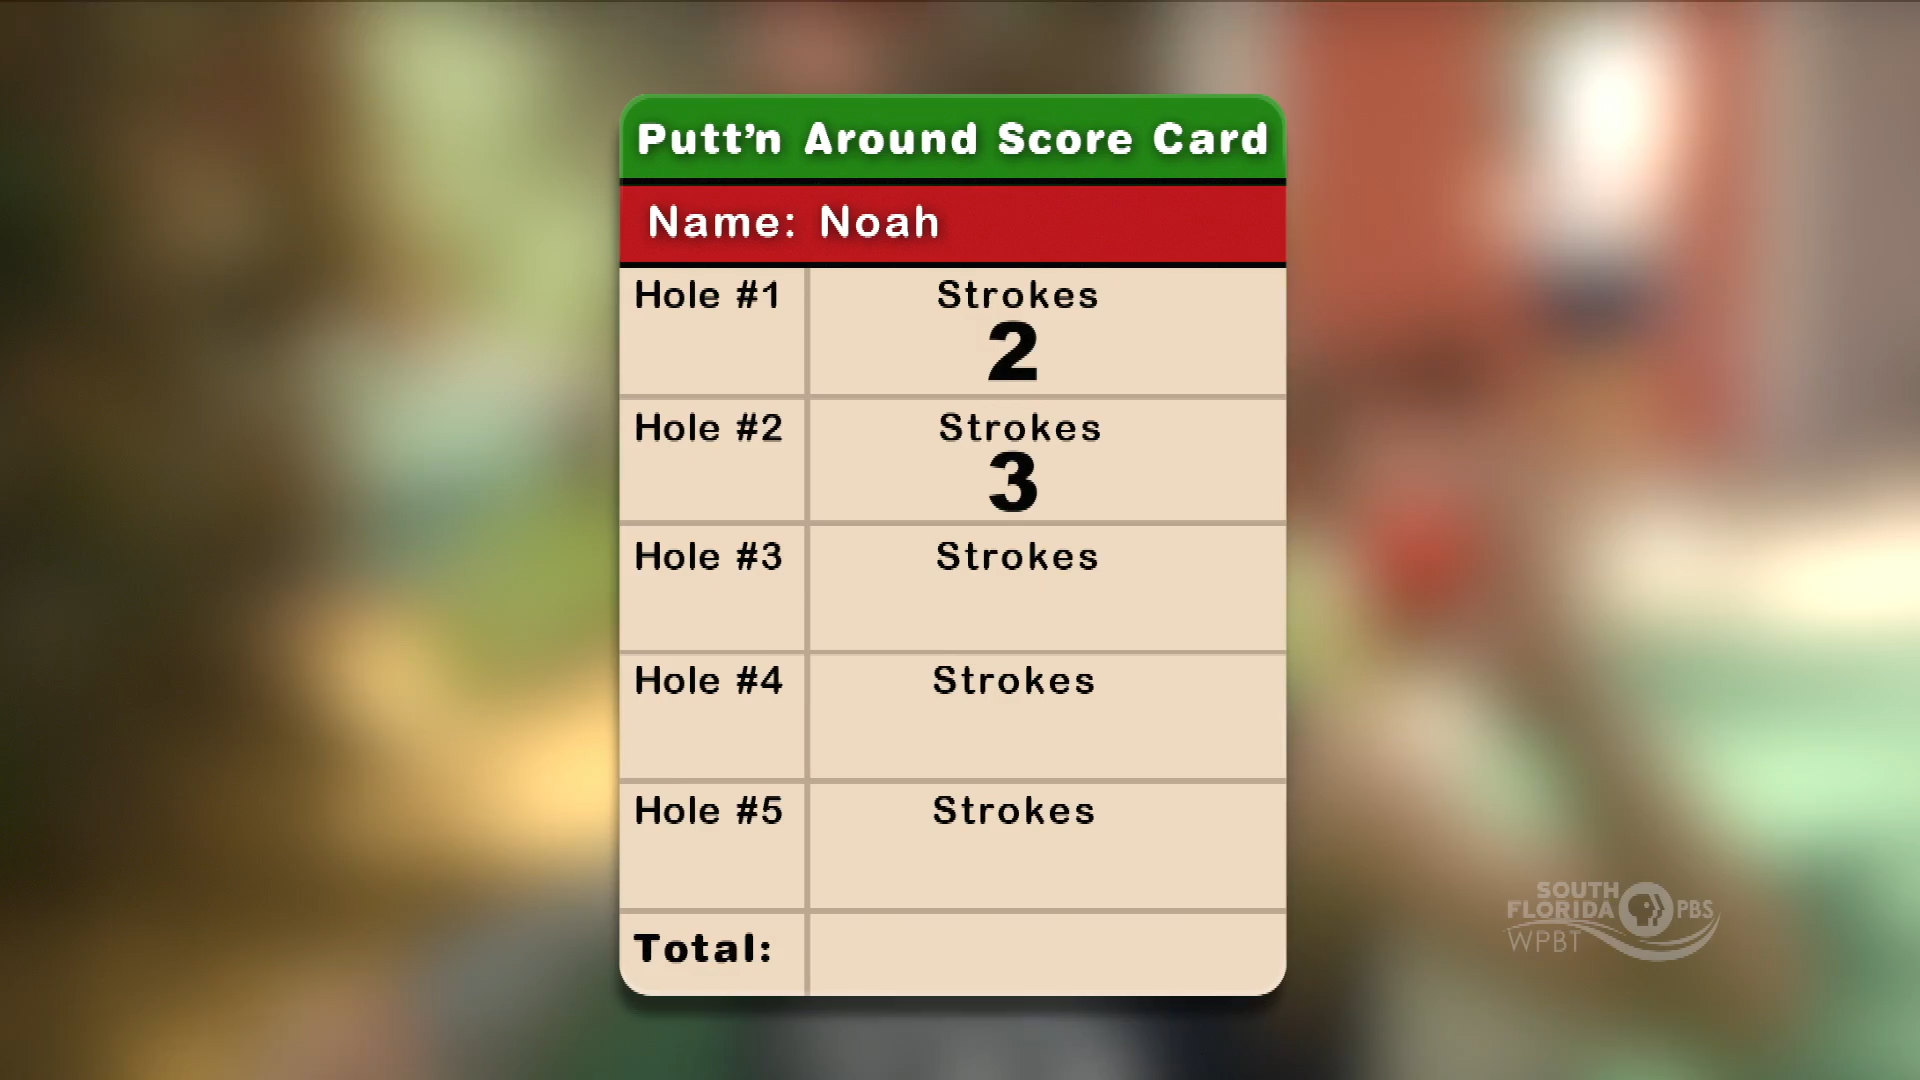 Putt'n Around Score Card
Name: Noah
Hole #1 Strokes
2
Hole #2 Strokes
3
Hole #3 Strokes
Hole #4 Strokes
Hole #5 Strokes
Total:
SOUTH
FLORIDA PBS
WPBT